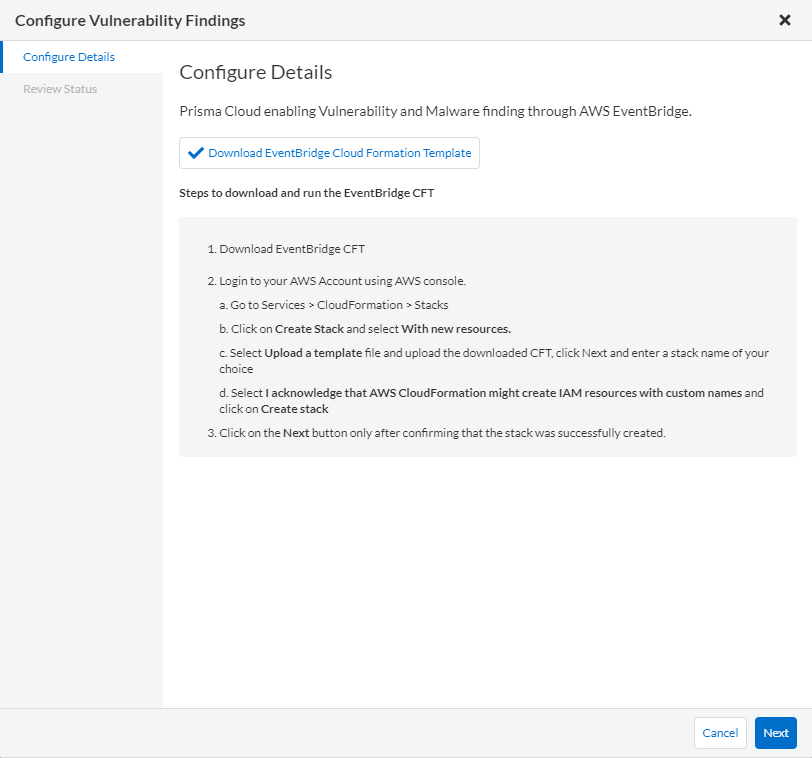 Configure Vulnerability Findings
Configure Details
Review Status
Configure Details
Prisma Cloud enabling Vulnerability and Malware finding through AWS EventBridge.
Download EventBridge Cloud Formation Template
Steps to download and run the EventBridge CFT
1. Download EventBridge CFT
2. Login to your AWS Account using AWS console.
a. Go to Services > CloudFormation > Stacks
b. Click on Create Stack and select With new resources.
c. Select Upload a template file and upload the downloaded CFT, click Next and enter a stack name of your
choice
d. Select I acknowledge that AWS CloudFormation might create IAM resources with custom names and
click on Create stack
3. Click on the Next button only after confirming that the stack was successfully created.
Cancel
Next